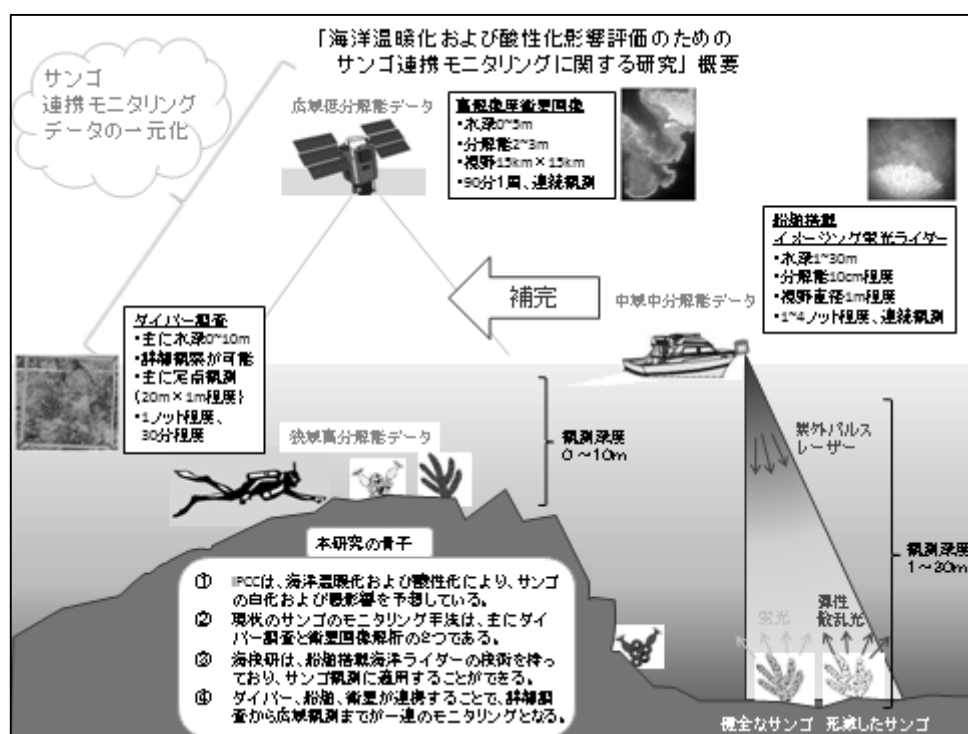 「海洋温暖化および酸性化影響評価のための
サンゴ連携モニタリングに関する研究」概要
サンゴ
連携モニタリング
データの一元化
広域低分解能データ
高解像度衛星画像
•水深0~5m
•分解能2~3m
•視野15km×15km
•90分1周、連続観測
船舶搭載
イメージング蛍光ライダー
•水深1~30m
•分解能10cm程度
•視野直径1m程度
•1~4ノット程度、連続観測
補完
中域中分解能データ
ダイバー調査
•主に水深0~10m
•詳細観察が可能
•主に定点観測
(20m×1m程度)
•1ノット程度、
30分程度
狭域高分解能データ
観測深度
0~10m
紫外パルス
レーザー
観測深度
1~30m
蛍光
弾性
散乱光
健全なサンゴ 死滅したサンゴ
本研究の骨子
① IPCCは、海洋温暖化および酸性化により、サンゴ
の白化および悪影響を予想している。
② 現状のサンゴのモニタリング手法は、主にダイ
バー調査と衛星画像解析の2つである。
③ 海技研は、船舶搭載海洋ライダーの技術を持っ
ており、サンゴ観測に適用することができる。
④ ダイバー、船舶、衛星が連携することで、詳細調
査から広域観測までが一連のモニタリングとなる。